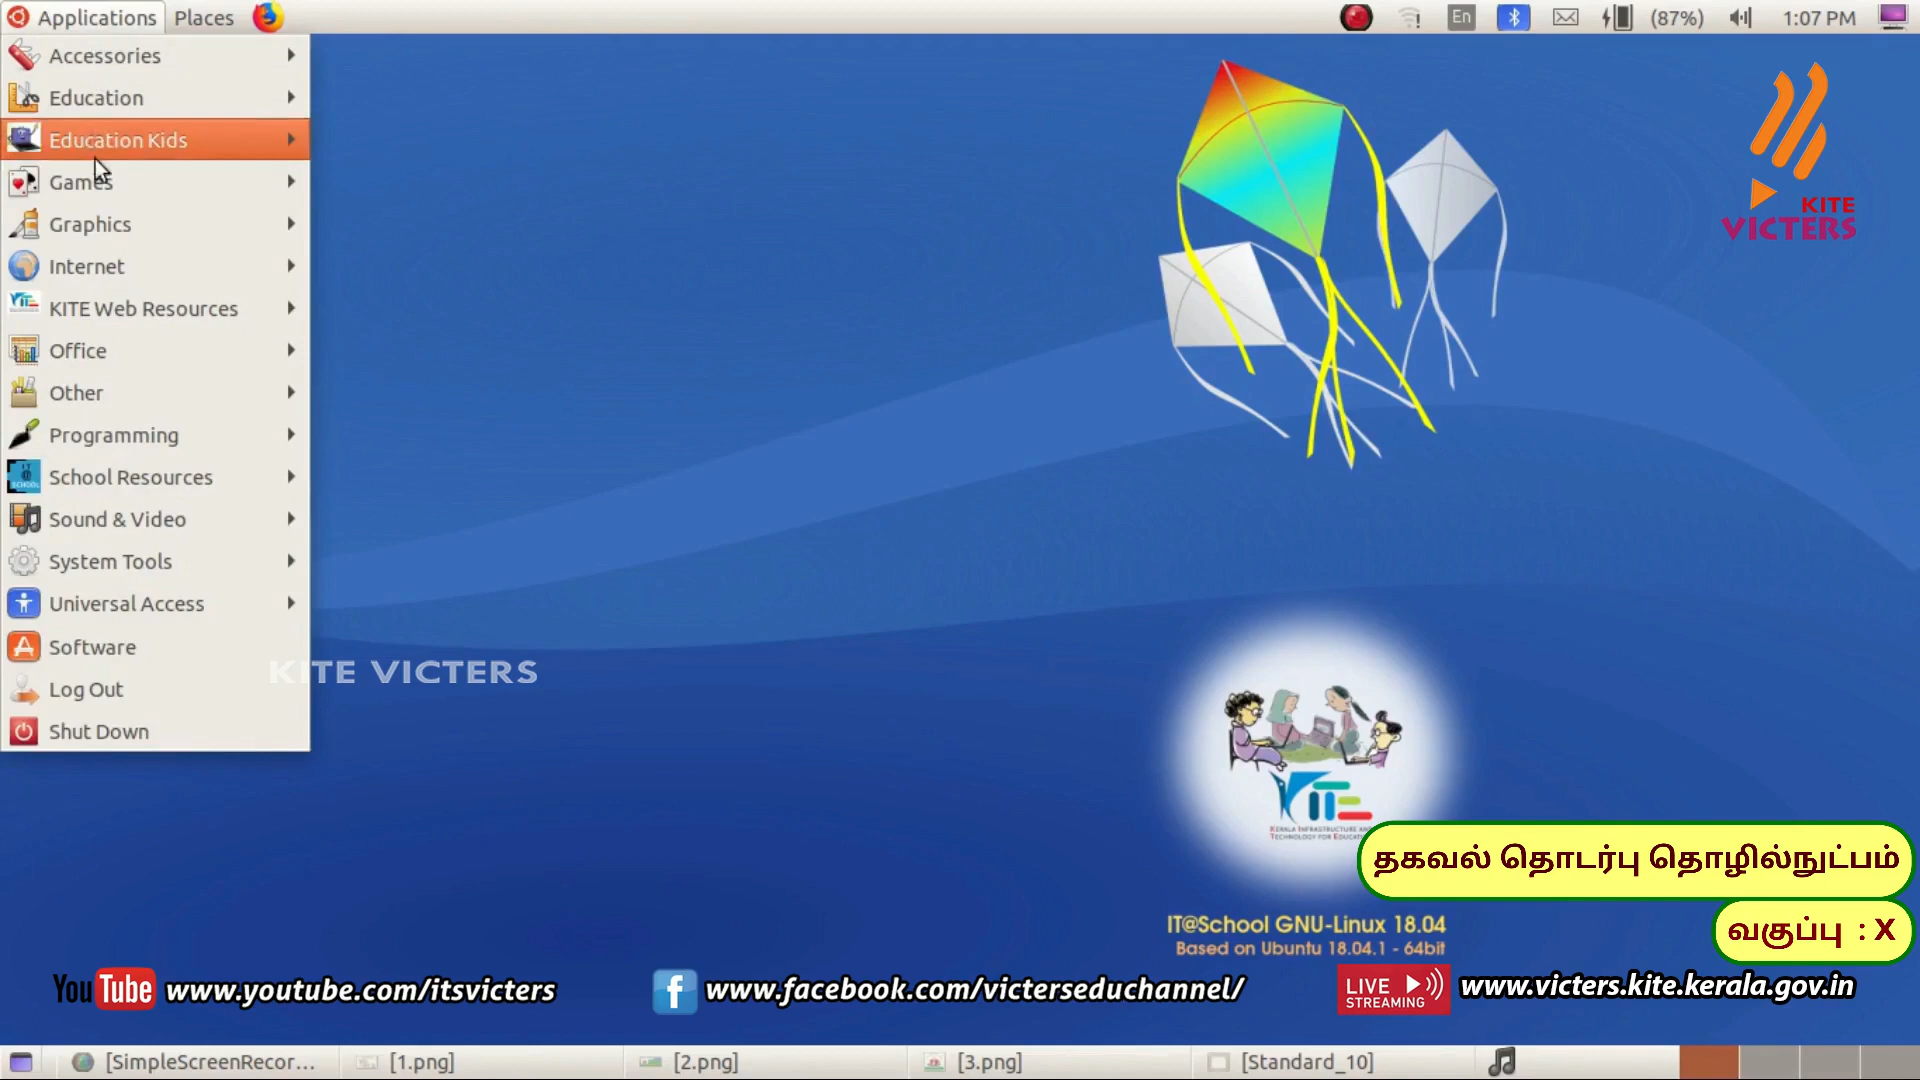 Applications Places En (87%) 1:07 PM
Accessories
Education
Education Kids
Games
Graphics
Internet
KITE Web Resources
Office
Other
Programming
School Resources
Sound & Video
System Tools
Universal Access
Software
Log Out
Shut Down
KITE
VICTERS
KITE VICTERS
தகவல் தொடர்பு தொழில்நுட்பம்
வகுப்பு : X
IT@School GNU-Linux 18.04
Based on Ubuntu 18.04.1 - 64bit
YouTube www.youtube.com/itsvicters
f www.facebook.com/victerseduchannel/
LIVE STREAMING www.victers.kite.kerala.gov.in
[SimpleScreenRecor... [1.png] [2.png] [3.png] [Standard_10]